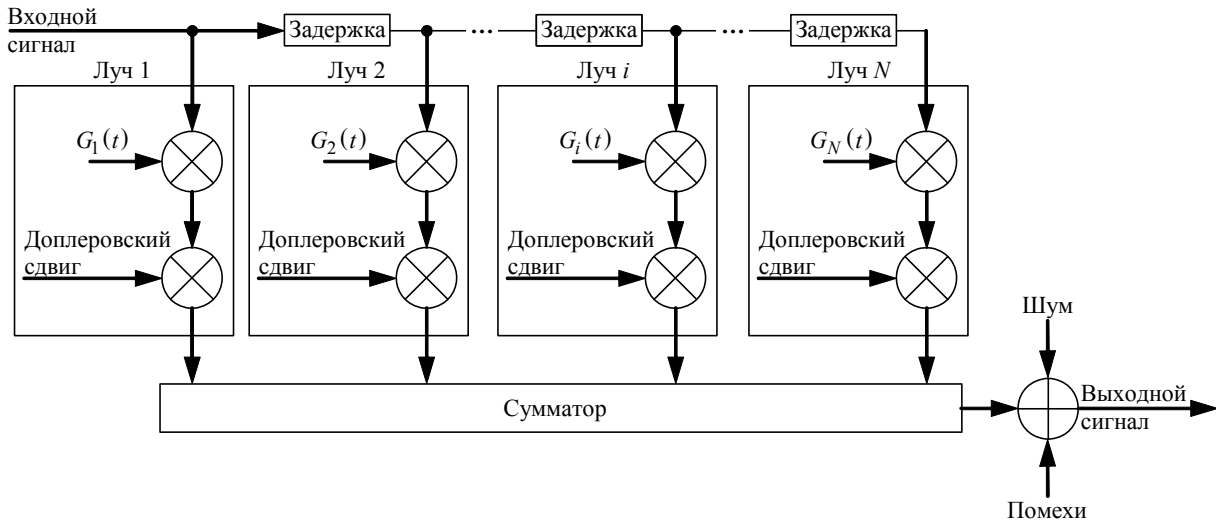 Входной
сигнал
Задержка
...
Задержка
...
Задержка
Луч 1
Луч 2
Луч i
Луч N
G₁(t)
G₂(t)
Gᵢ(t)
G_N(t)
Доплеровский
сдвиг
Доплеровский
сдвиг
Доплеровский
сдвиг
Доплеровский
сдвиг
Шум
Сумматор
Выходной
сигнал
Помехи